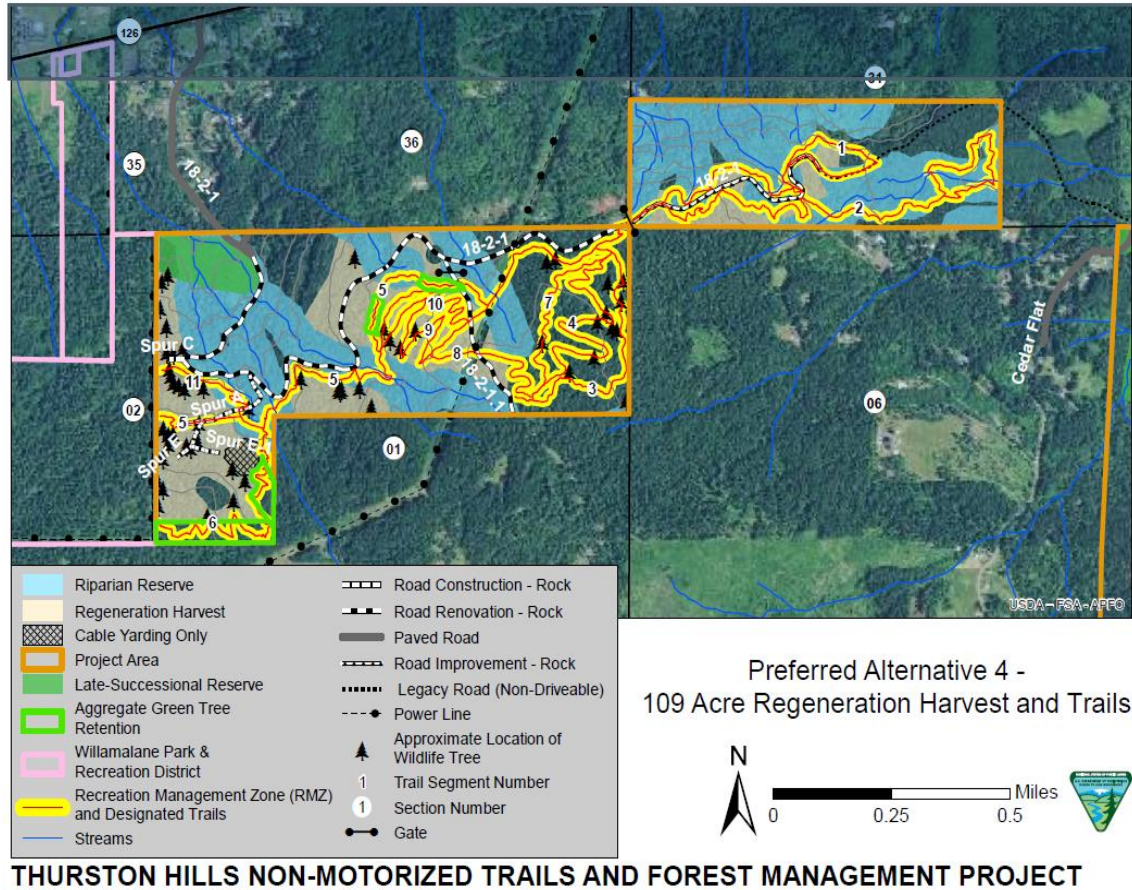 126
31
36
35
18-2-1
18-2-1
1
2
18-2-1
5
10
9
7
4
8
Spur C
5
18-2-1.1
3
11
Spur A
Cedar Flat
02
5
06
Spur E
01
6
USDA - FSA - APFO
Riparian Reserve
Regeneration Harvest
Cable Yarding Only
Project Area
Late-Successional Reserve
Aggregate Green Tree
Retention
Willamalane Park &
Recreation District
Recreation Management Zone (RMZ)
and Designated Trails
Streams
Road Construction - Rock
Road Renovation - Rock
Paved Road
Road Improvement - Rock
Legacy Road (Non-Driveable)
Power Line
Approximate Location of
Wildlife Tree
1 Trail Segment Number
1 Section Number
Gate
Preferred Alternative 4 -
109 Acre Regeneration Harvest and Trails
N
Miles
0 0.25 0.5
THURSTON HILLS NON-MOTORIZED TRAILS AND FOREST MANAGEMENT PROJECT